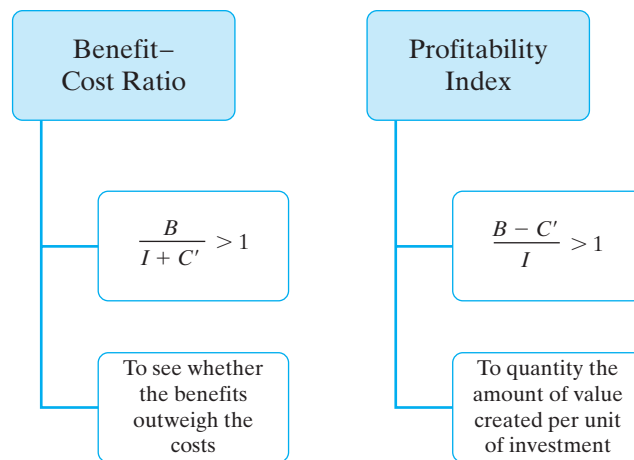 Benefit–
Cost Ratio
B / (I + C′) > 1
To see whether
the benefits
outweigh the
costs
Profitability
Index
(B − C′) / I > 1
To quantity the
amount of value
created per unit
of investment